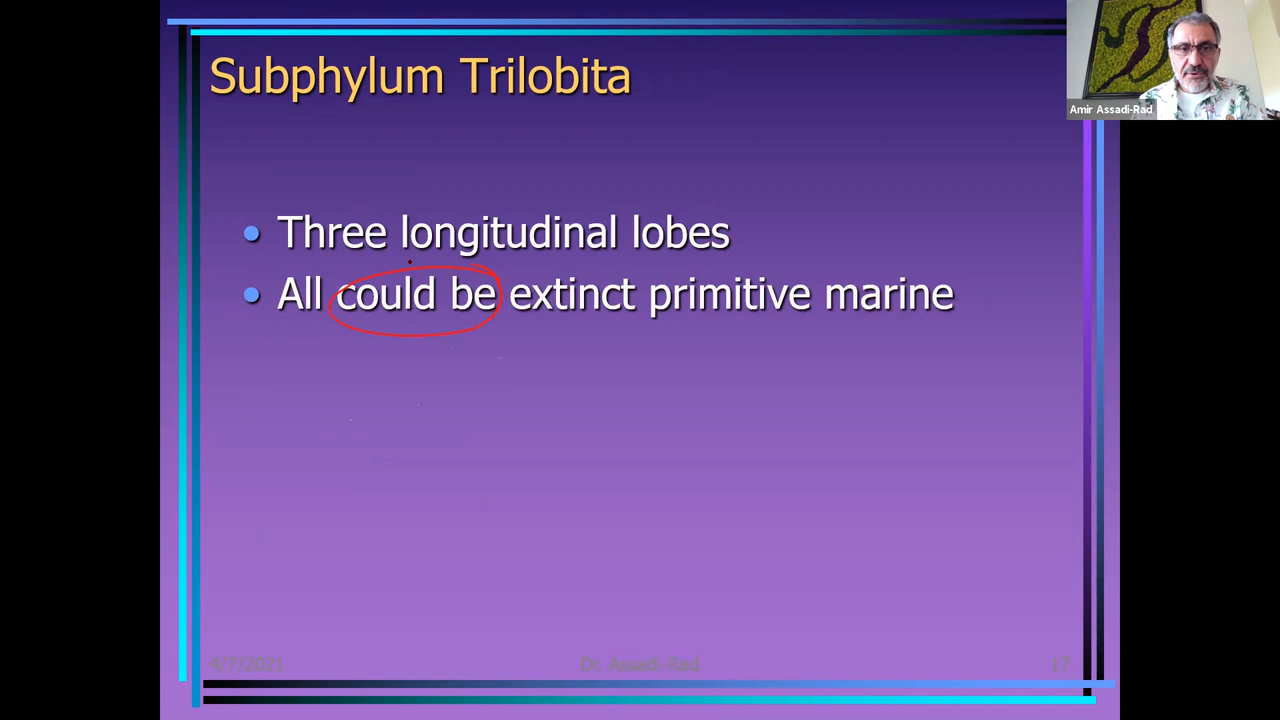 Subphylum Trilobita
Amir Assadi-Rad
• Three longitudinal lobes
• All could be extinct primitive marine
4/7/2021 Dr. Assadi-Rad 17